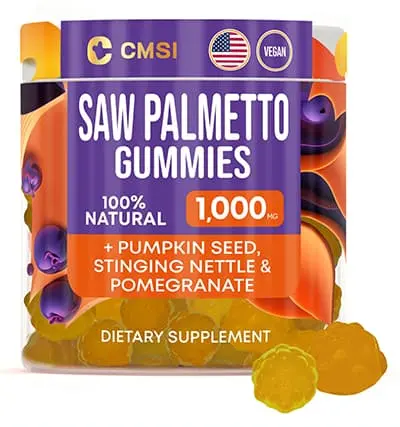 CMSI
VEGAN
SAW PALMETTO
GUMMIES
100%
NATURAL
1,000 MG
+ PUMPKIN SEED,
STINGING NETTLE &
POMEGRANATE
DIETARY SUPPLEMENT